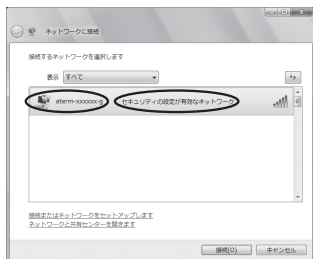 ネットワークに接続
接続するネットワークを選択します
表示 すべて
aterm-xxxxxx-g セキュリティの設定が有効なネットワーク
接続またはネットワークをセットアップします
ネットワークと共有センターを開きます
接続(O) キャンセル